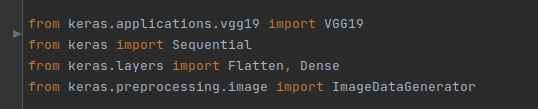 from keras.applications.vgg19 import VGG19
from keras import Sequential
from keras.layers import Flatten, Dense
from keras.preprocessing.image import ImageDataGenerator